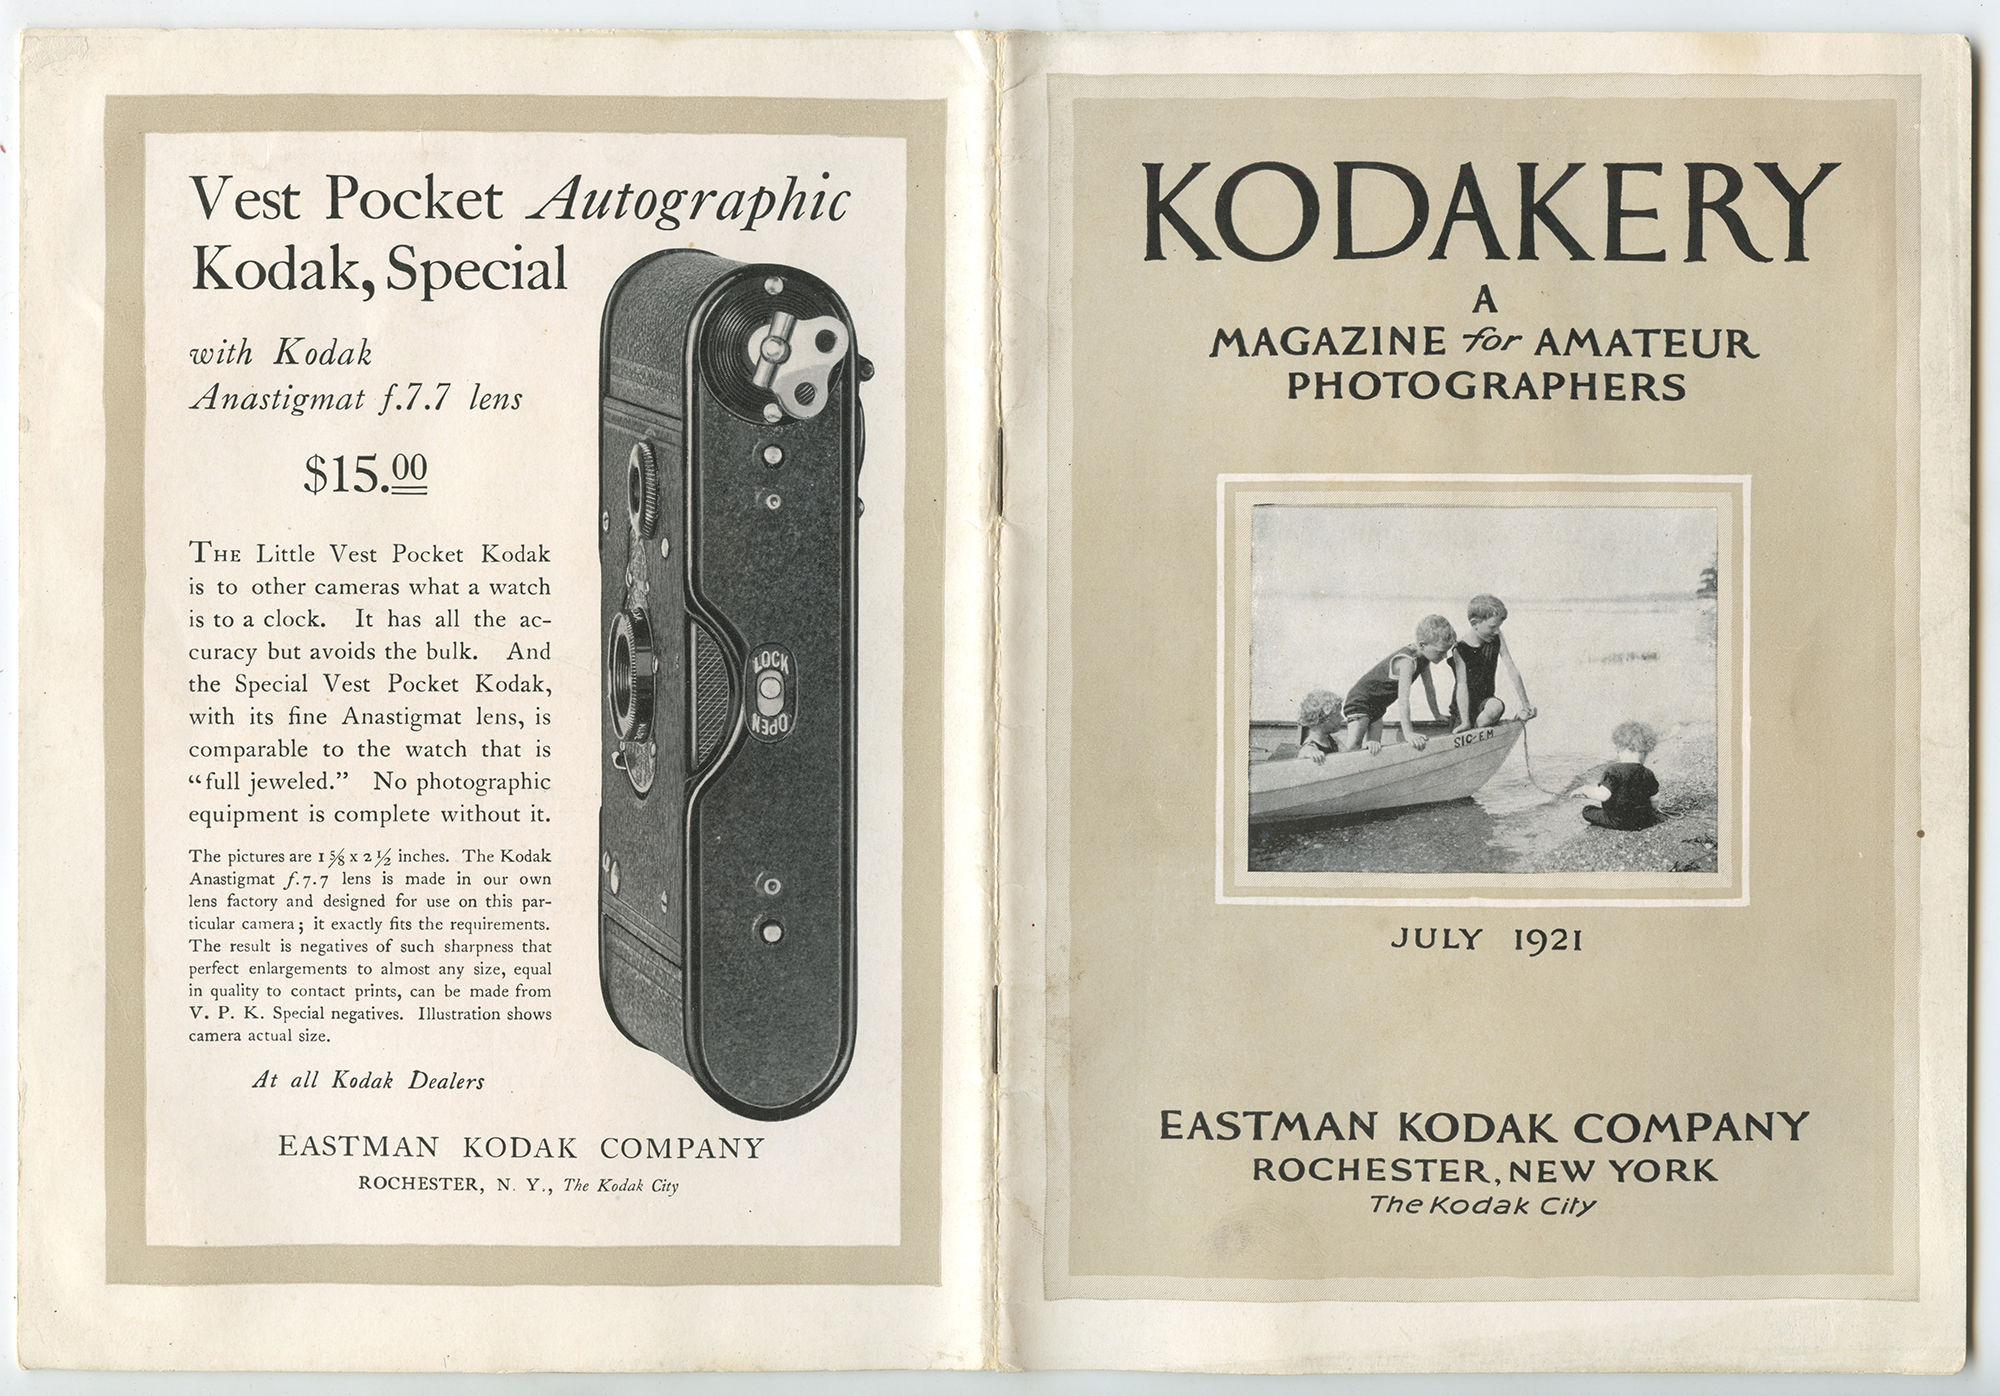 Vest Pocket Autographic
Kodak, Special
with Kodak
Anastigmat f.7.7 lens
$15.00
THE Little Vest Pocket Kodak
is to other cameras what a watch
is to a clock. It has all the ac-
curacy but avoids the bulk. And
the Special Vest Pocket Kodak,
with its fine Anastigmat lens, is
comparable to the watch that is
“full jeweled.” No photographic
equipment is complete without it.
The pictures are 1 5/8 x 2 1/2 inches. The Kodak
Anastigmat f.7.7 lens is made in our own
lens factory and designed for use on this par-
ticular camera; it exactly fits the requirements.
The result is negatives of such sharpness that
perfect enlargements to almost any size, equal
in quality to contact prints, can be made from
V. P. K. Special negatives. Illustration shows
camera actual size.
At all Kodak Dealers
EASTMAN KODAK COMPANY
ROCHESTER, N. Y., The Kodak City
LOCK
OPEN
KODAKERY
A
MAGAZINE for AMATEUR
PHOTOGRAPHERS
SIC-EM
JULY 1921
EASTMAN KODAK COMPANY
ROCHESTER, NEW YORK
The Kodak City